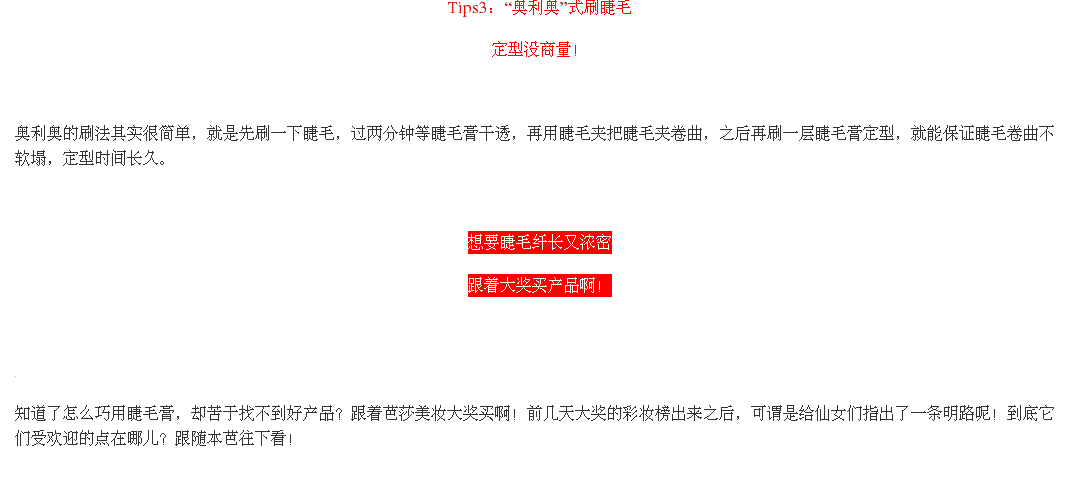 Tips3：“奥利奥”式刷睫毛
定型没商量！
奥利奥的刷法其实很简单，就是先刷一下睫毛，过两分钟等睫毛膏干透，再用睫毛夹把睫毛夹卷曲，之后再刷一层睫毛膏定型，就能保证睫毛卷曲不
软塌，定型时间长久。
想要睫毛纤长又浓密
跟着大奖买产品啊！
知道了怎么巧用睫毛膏，却苦于找不到好产品？跟着芭莎美妆大奖买啊！前几天大奖的彩妆榜出来之后，可谓是给仙女们指出了一条明路呢！到底它
们受欢迎的点在哪儿？跟随本芭往下看！